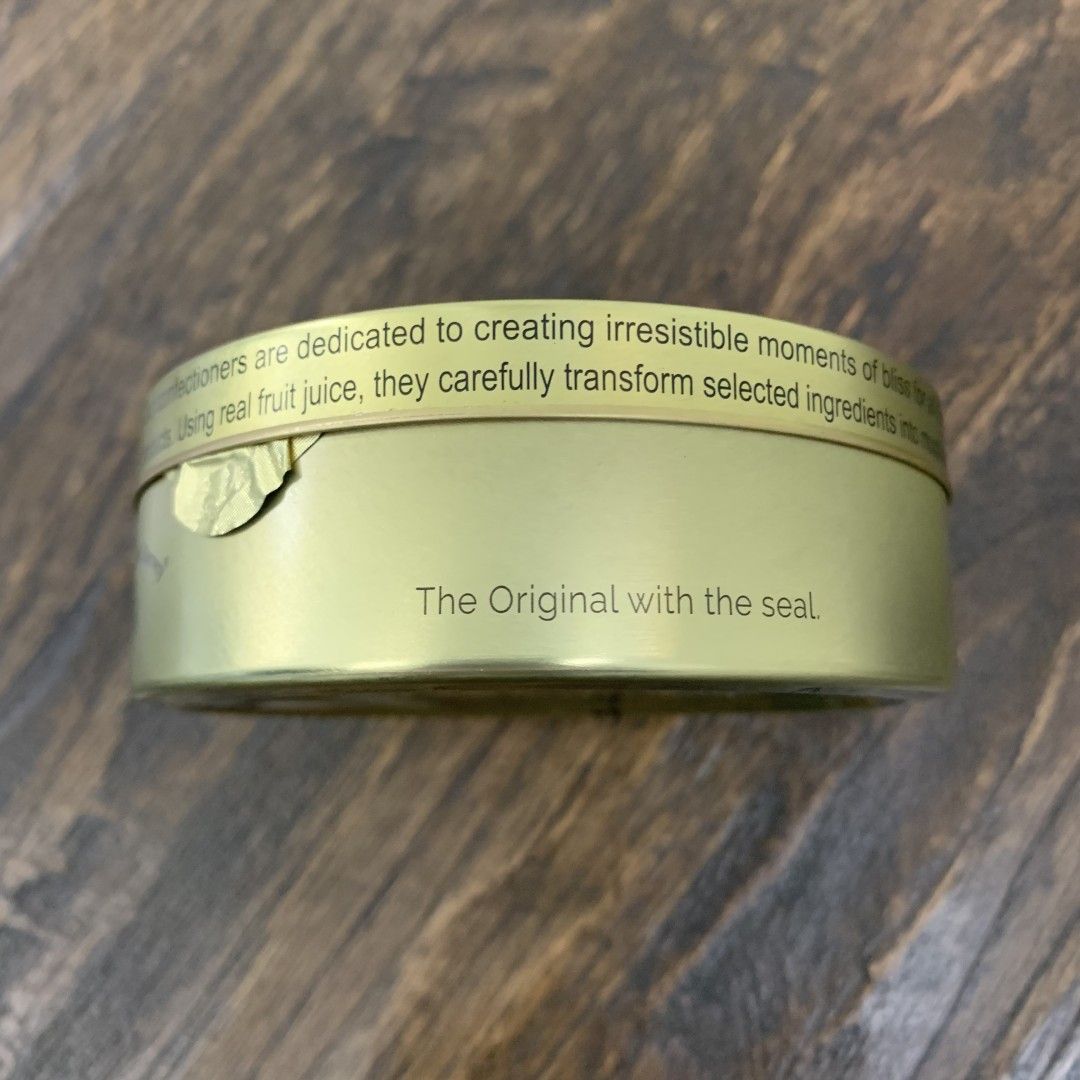 confectioners are dedicated to creating irresistible moments of bliss for
Using real fruit juice, they carefully transform selected ingredients into
The Original with the seal.